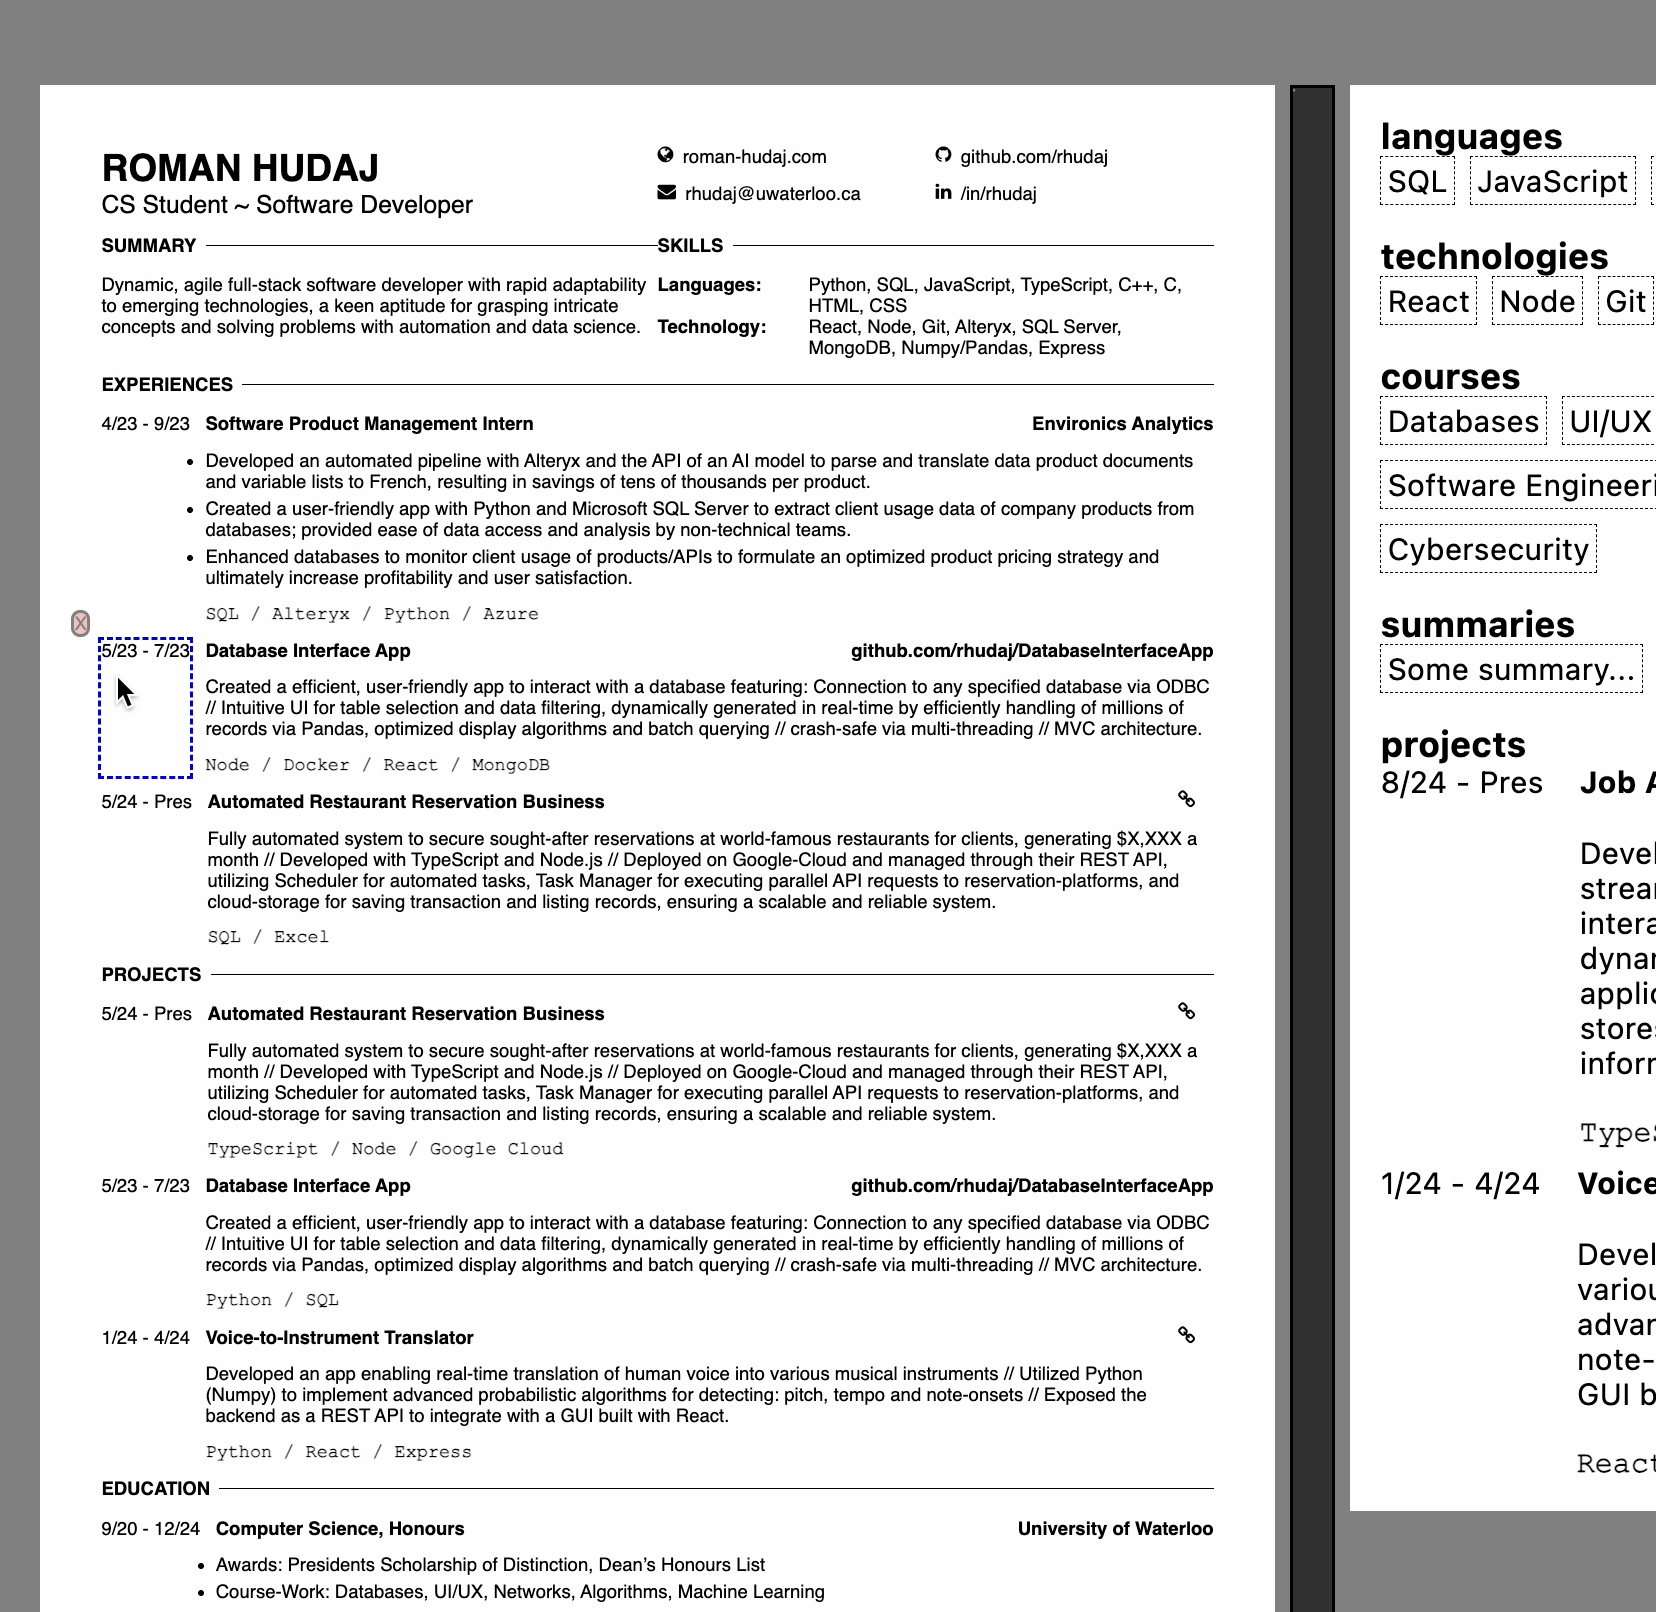 ROMAN HUDAJ
CS Student ~ Software Developer
roman-hudaj.com
github.com/rhudaj
rhudaj@uwaterloo.ca
/in/rhudaj
SUMMARY
Dynamic, agile full-stack software developer with rapid adaptability
to emerging technologies, a keen aptitude for grasping intricate
concepts and solving problems with automation and data science.
SKILLS
Languages: Python, SQL, JavaScript, TypeScript, C++, C,
HTML, CSS
Technology: React, Node, Git, Alteryx, SQL Server,
MongoDB, Numpy/Pandas, Express
EXPERIENCES
4/23 - 9/23 Software Product Management Intern Environics Analytics
• Developed an automated pipeline with Alteryx and the API of an AI model to parse and translate data product documents
and variable lists to French, resulting in savings of tens of thousands per product.
• Created a user-friendly app with Python and Microsoft SQL Server to extract client usage data of company products from
databases; provided ease of data access and analysis by non-technical teams.
• Enhanced databases to monitor client usage of products/APIs to formulate an optimized product pricing strategy and
ultimately increase profitability and user satisfaction.
SQL / Alteryx / Python / Azure
X
5/23 - 7/23 Database Interface App github.com/rhudaj/DatabaseInterfaceApp
Created a efficient, user-friendly app to interact with a database featuring: Connection to any specified database via ODBC
// Intuitive UI for table selection and data filtering, dynamically generated in real-time by efficiently handling of millions of
records via Pandas, optimized display algorithms and batch querying // crash-safe via multi-threading // MVC architecture.
Node / Docker / React / MongoDB
5/24 - Pres Automated Restaurant Reservation Business
Fully automated system to secure sought-after reservations at world-famous restaurants for clients, generating $X,XXX a
month // Developed with TypeScript and Node.js // Deployed on Google-Cloud and managed through their REST API,
utilizing Scheduler for automated tasks, Task Manager for executing parallel API requests to reservation-platforms, and
cloud-storage for saving transaction and listing records, ensuring a scalable and reliable system.
SQL / Excel
PROJECTS
5/24 - Pres Automated Restaurant Reservation Business
Fully automated system to secure sought-after reservations at world-famous restaurants for clients, generating $X,XXX a
month // Developed with TypeScript and Node.js // Deployed on Google-Cloud and managed through their REST API,
utilizing Scheduler for automated tasks, Task Manager for executing parallel API requests to reservation-platforms, and
cloud-storage for saving transaction and listing records, ensuring a scalable and reliable system.
TypeScript / Node / Google Cloud
5/23 - 7/23 Database Interface App github.com/rhudaj/DatabaseInterfaceApp
Created a efficient, user-friendly app to interact with a database featuring: Connection to any specified database via ODBC
// Intuitive UI for table selection and data filtering, dynamically generated in real-time by efficiently handling of millions of
records via Pandas, optimized display algorithms and batch querying // crash-safe via multi-threading // MVC architecture.
Python / SQL
1/24 - 4/24 Voice-to-Instrument Translator
Developed an app enabling real-time translation of human voice into various musical instruments // Utilized Python
(Numpy) to implement advanced probabilistic algorithms for detecting: pitch, tempo and note-onsets // Exposed the
backend as a REST API to integrate with a GUI built with React.
Python / React / Express
EDUCATION
9/20 - 12/24 Computer Science, Honours University of Waterloo
• Awards: Presidents Scholarship of Distinction, Dean's Honours List
• Course-Work: Databases, UI/UX, Networks, Algorithms, Machine Learning
languages
SQL JavaScript
technologies
React Node Git
courses
Databases UI/UX
Software Engineeri
Cybersecurity
summaries
Some summary...
projects
8/24 - Pres Job
Devel
strea
intera
dynar
applic
stores
inforr
TypeS
1/24 - 4/24 Voice
Devel
variou
advar
note-
GUI b
React